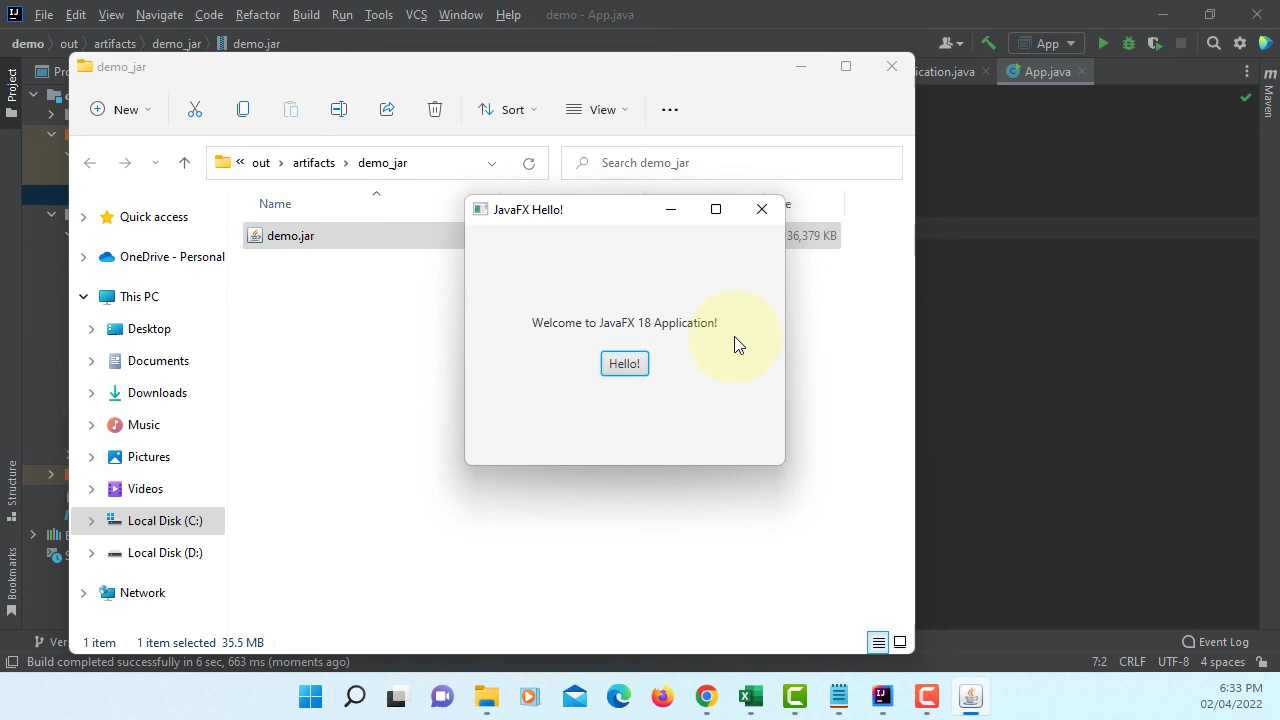 File Edit View Navigate Code Refactor Build Run Tools VCS Window Help demo - App.java
demo out artifacts demo_jar demo.jar App
Project
demo_jar
ication.java App.java
New Sort View
Maven
« out artifacts demo_jar Search demo_jar
Name
Quick access
demo.jar 36,379 KB
JavaFX Hello!
OneDrive - Personal
This PC
Desktop
Welcome to JavaFX 18 Application!
Documents
Hello!
Downloads
Music
Pictures
Structure
Videos
Local Disk (C:)
Local Disk (D:)
Bookmarks
Network
1 item 1 item selected 35.5 MB
Event Log
Build completed successfully in 6 sec, 663 ms (moments ago) 7:2 CRLF UTF-8 4 spaces
6:33 PM
02/04/2022